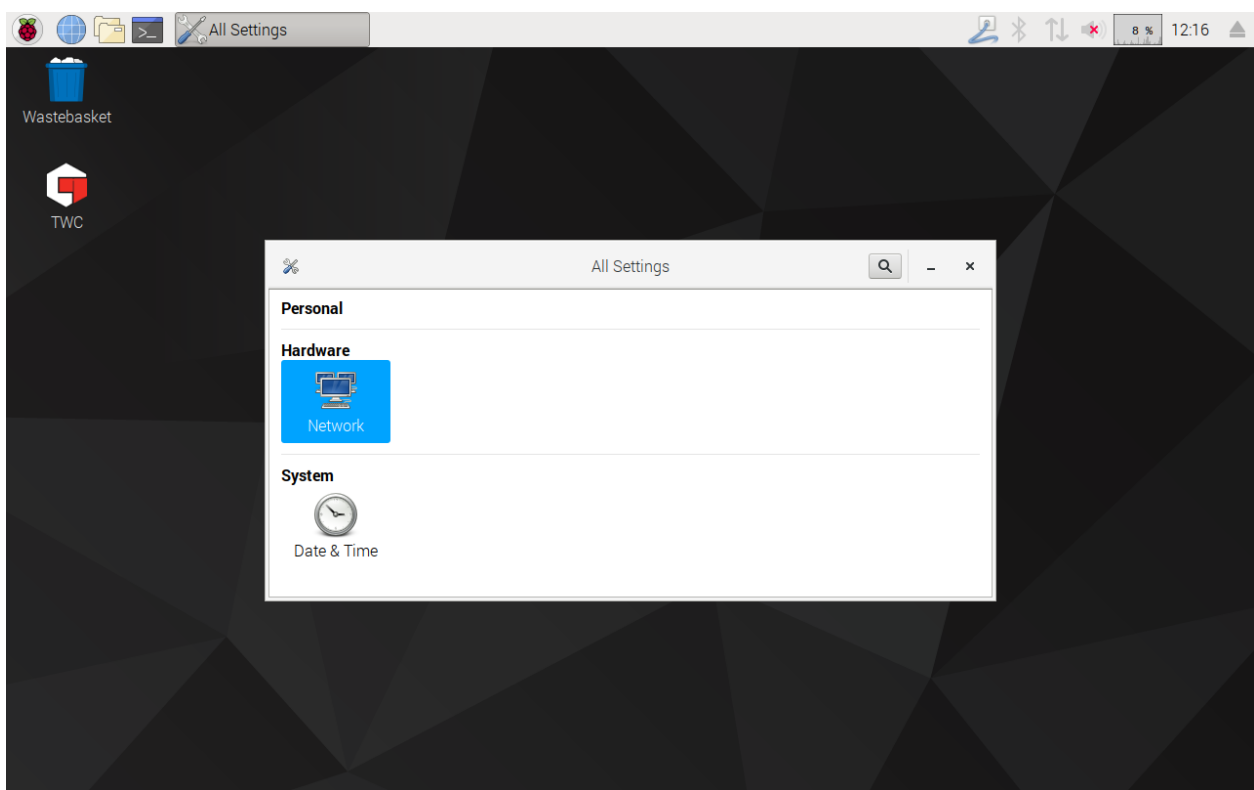 All Settings
8 %
12:16
Wastebasket
TWC
All Settings
Personal
Hardware
Network
System
Date & Time